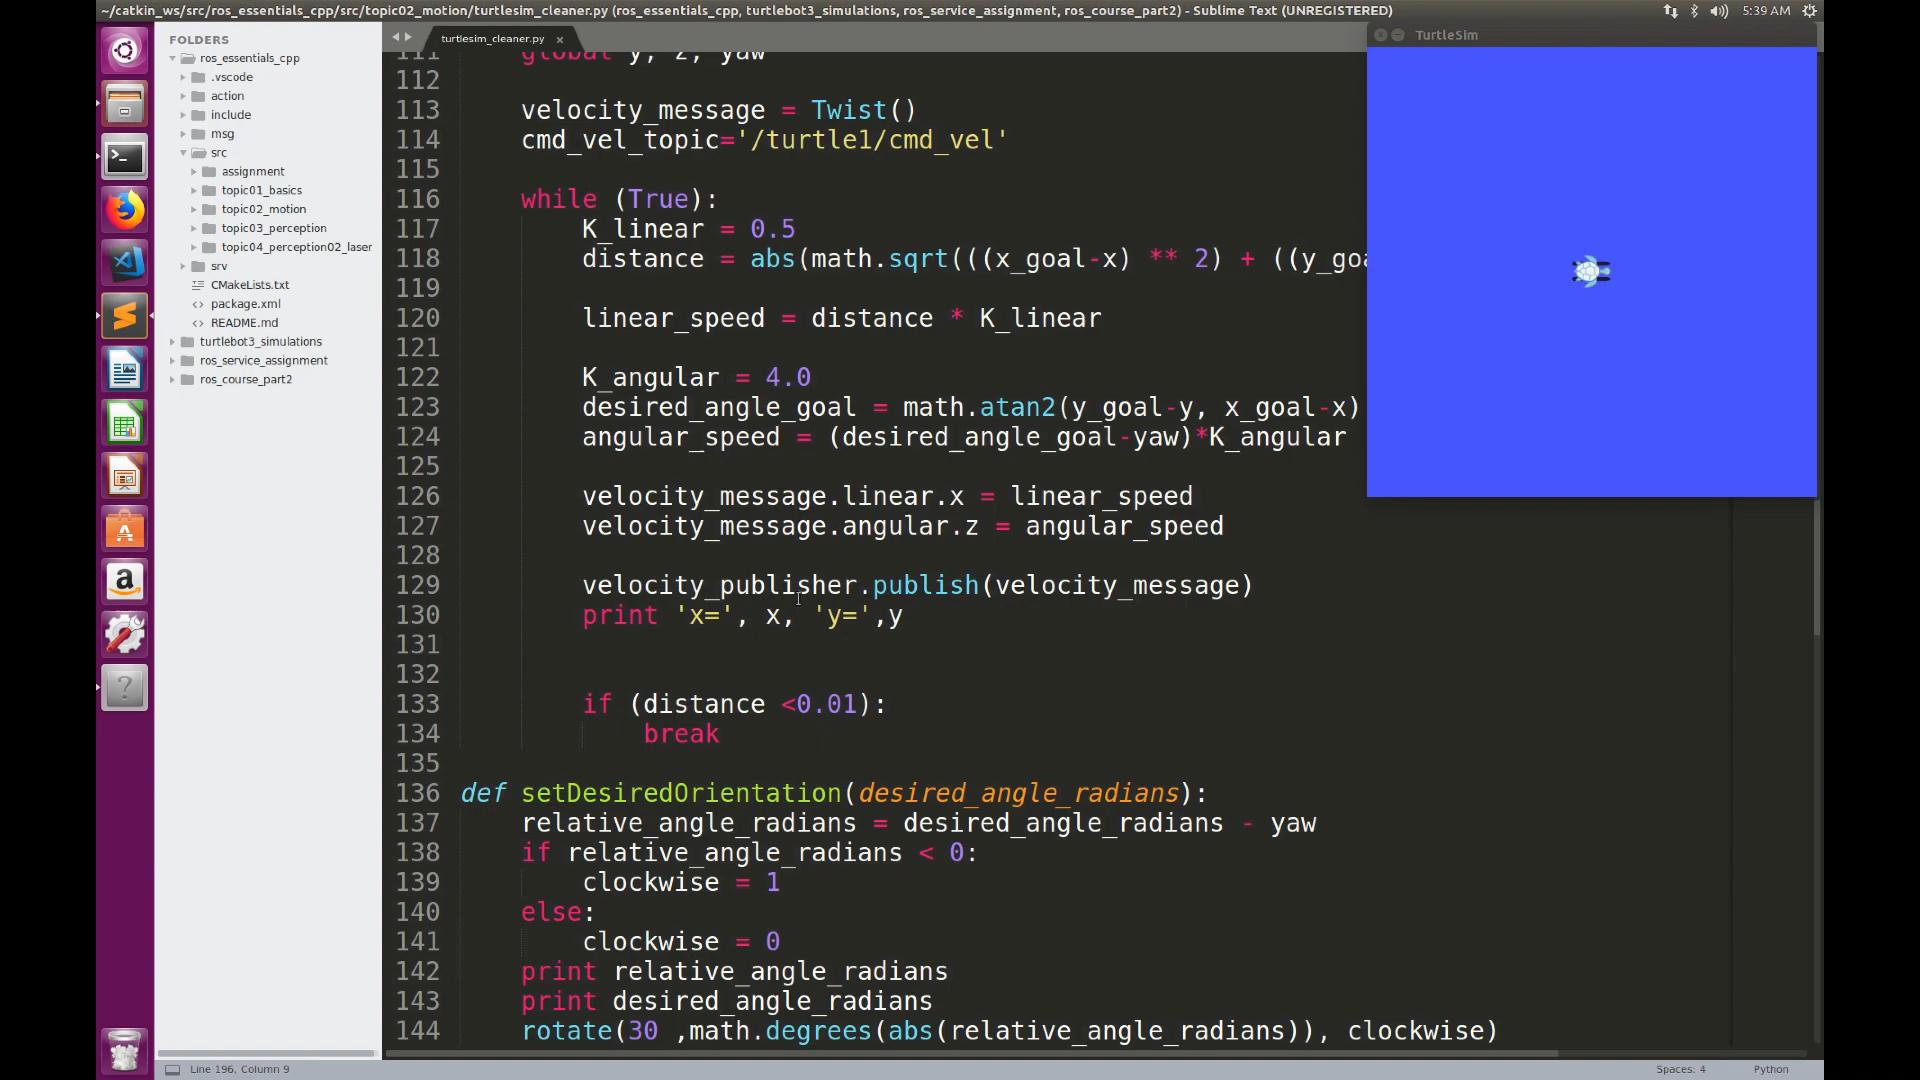 ~/catkin_ws/src/ros_essentials_cpp/src/topic02_motion/turtlesim_cleaner.py (ros_essentials_cpp, turtlebot3_simulations, ros_service_assignment, ros_course_part2) - Sublime Text (UNREGISTERED)
5:39 AM
FOLDERS
ros_essentials_cpp
.vscode
action
include
msg
src
assignment
topic01_basics
topic02_motion
topic03_perception
topic04_perception02_laser
srv
CMakeLists.txt
package.xml
README.md
turtlebot3_simulations
ros_service_assignment
ros_course_part2
turtlesim_cleaner.py
TurtleSim
111 global y, z, yaw
112
113 velocity_message = Twist()
114 cmd_vel_topic='/turtle1/cmd_vel'
115
116 while (True):
117 K_linear = 0.5
118 distance = abs(math.sqrt(((x_goal-x) ** 2) + ((y_goa
119
120 linear_speed = distance * K_linear
121
122 K_angular = 4.0
123 desired_angle_goal = math.atan2(y_goal-y, x_goal-x)
124 angular_speed = (desired_angle_goal-yaw)*K_angular
125
126 velocity_message.linear.x = linear_speed
127 velocity_message.angular.z = angular_speed
128
129 velocity_publisher.publish(velocity_message)
130 print 'x=', x, 'y=',y
131
132
133 if (distance <0.01):
134 break
135
136 def setDesiredOrientation(desired_angle_radians):
137 relative_angle_radians = desired_angle_radians - yaw
138 if relative_angle_radians < 0:
139 clockwise = 1
140 else:
141 clockwise = 0
142 print relative_angle_radians
143 print desired_angle_radians
144 rotate(30 ,math.degrees(abs(relative_angle_radians)), clockwise)
Line 196, Column 9
Spaces: 4
Python